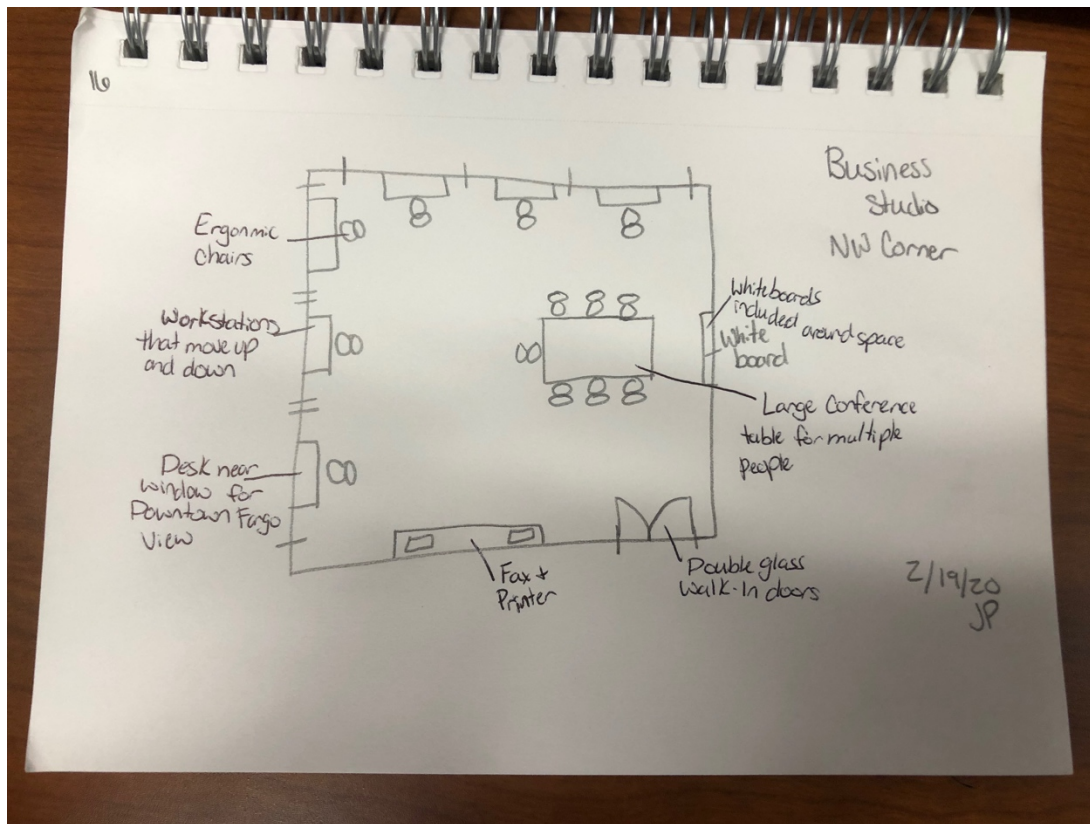 16
Business
Studio
NW Corner
Ergonmic
chairs
Workstations
that move up
and down
Desk near
window for
Downtown Fargo
View
Whiteboards
included around space
White
board
Large Conference
table for multiple
people
Fax +
Printer
Double glass
walk-in doors
2/19/20
JP